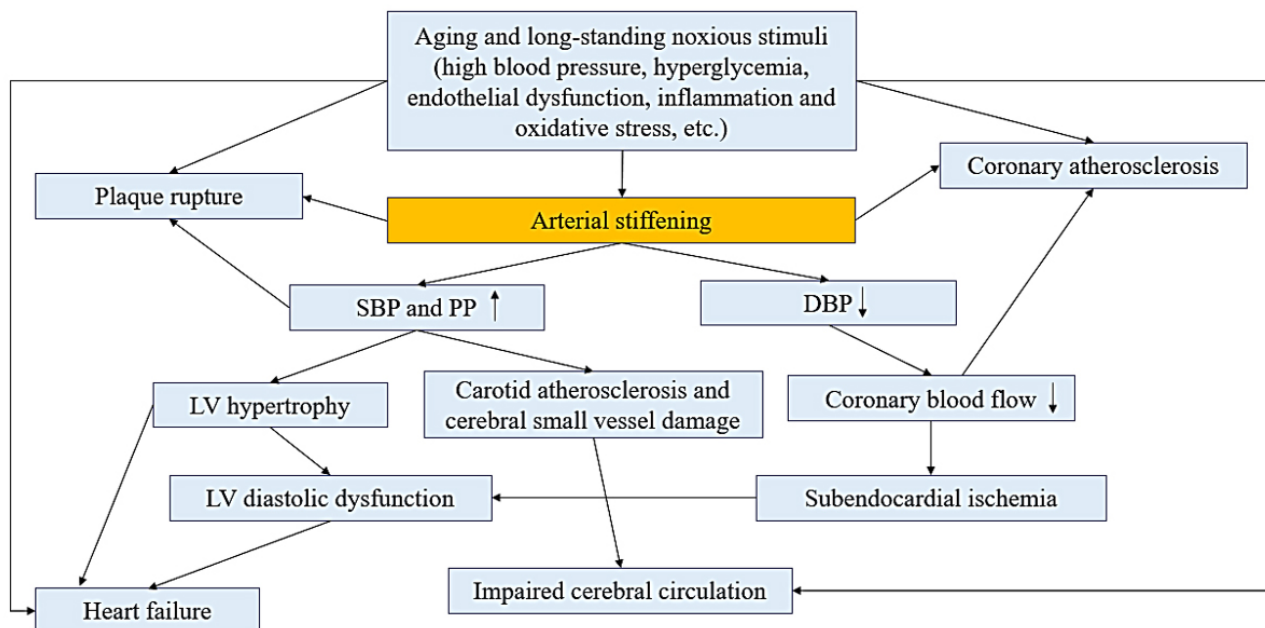 Aging and long-standing noxious stimuli
(high blood pressure, hyperglycemia,
endothelial dysfunction, inflammation and
oxidative stress, etc.)
Plaque rupture
Coronary atherosclerosis
Arterial stiffening
SBP and PP ↑
DBP ↓
LV hypertrophy
Carotid atherosclerosis and
cerebral small vessel damage
Coronary blood flow ↓
LV diastolic dysfunction
Subendocardial ischemia
Impaired cerebral circulation
Heart failure